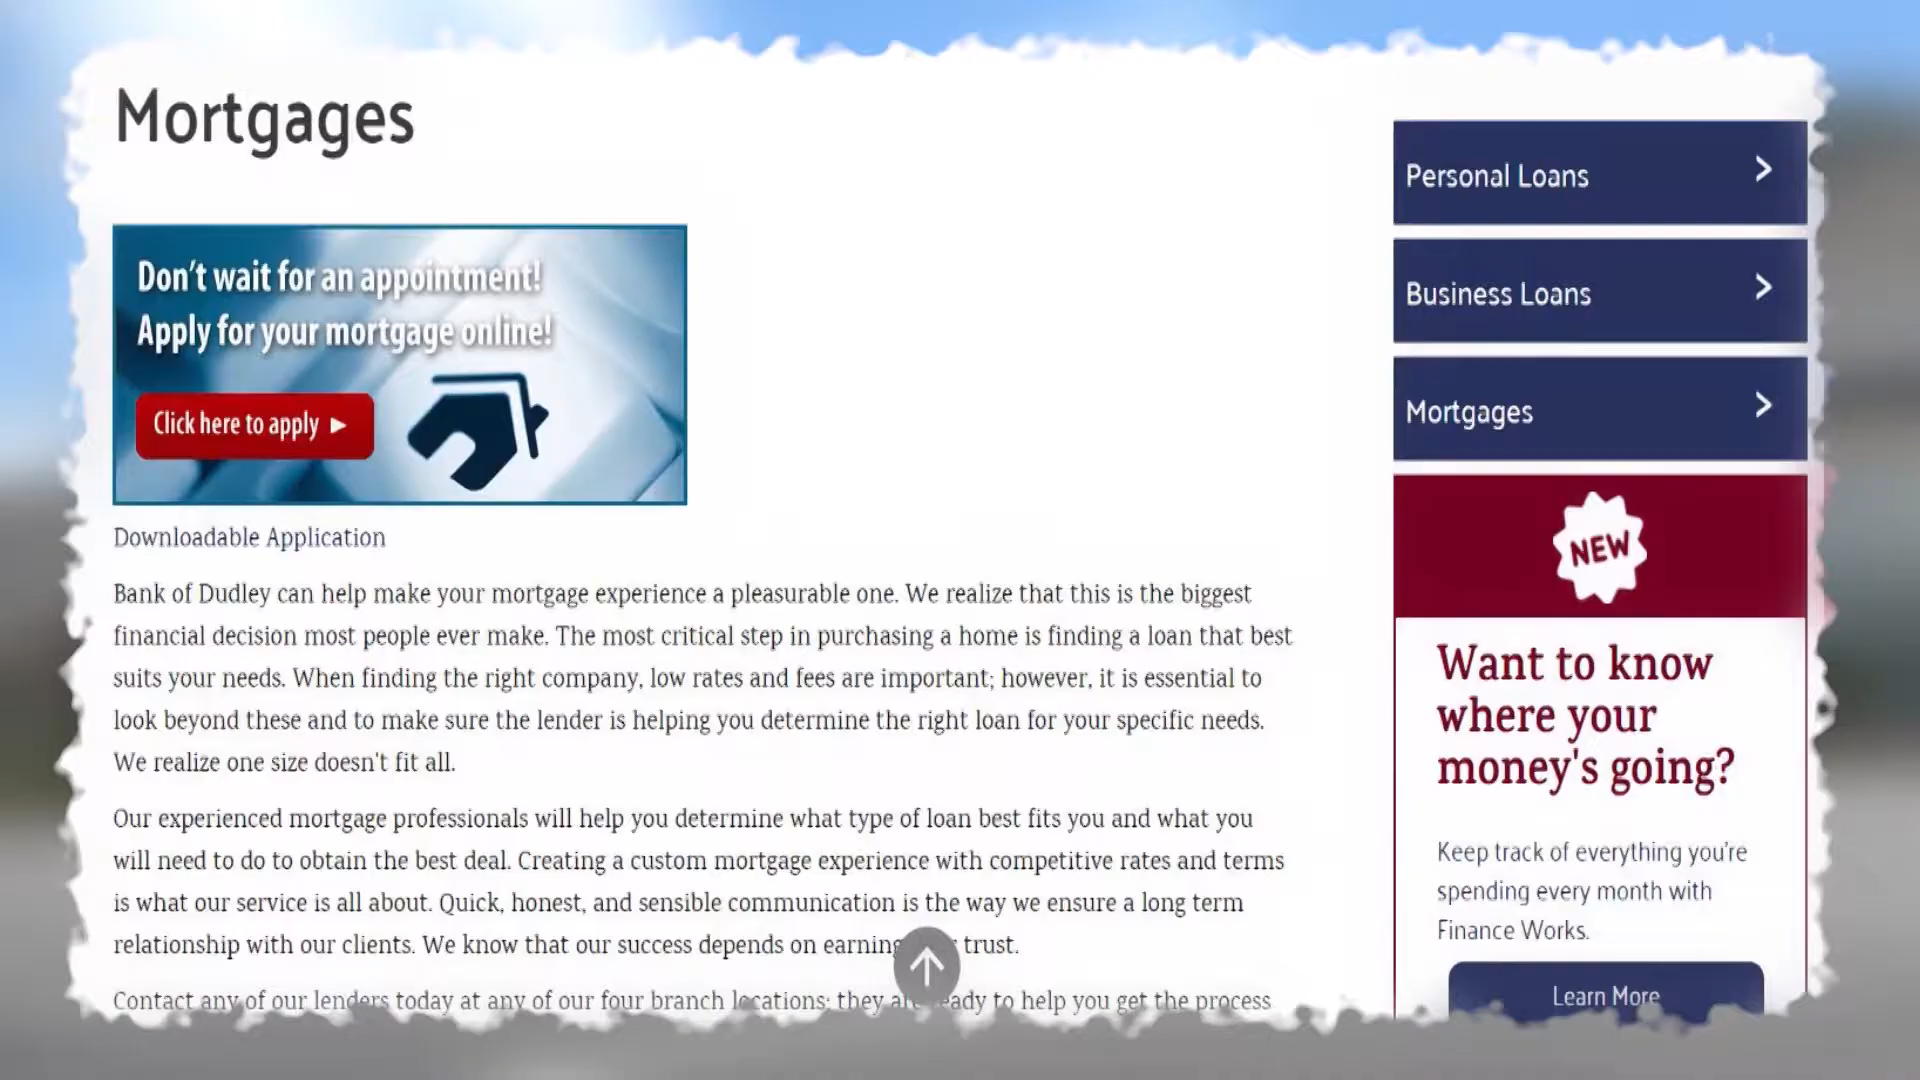 Mortgages
Don't wait for an appointment!
Apply for your mortgage online!
Click here to apply
Downloadable Application
Bank of Dudley can help make your mortgage experience a pleasurable one. We realize that this is the biggest
financial decision most people ever make. The most critical step in purchasing a home is finding a loan that best
suits your needs. When finding the right company, low rates and fees are important; however, it is essential to
look beyond these and to make sure the lender is helping you determine the right loan for your specific needs.
We realize one size doesn't fit all.
Our experienced mortgage professionals will help you determine what type of loan best fits you and what you
will need to do to obtain the best deal. Creating a custom mortgage experience with competitive rates and terms
is what our service is all about. Quick, honest, and sensible communication is the way we ensure a long term
relationship with our clients. We know that our success depends on earning trust.
Contact any of our lenders today at any of our four branch locations; they to help you get the process
Personal Loans
Business Loans
Mortgages
NEW
Want to know
where your
money's going?
Keep track of everything you're
spending every month with
Finance Works.
Learn More